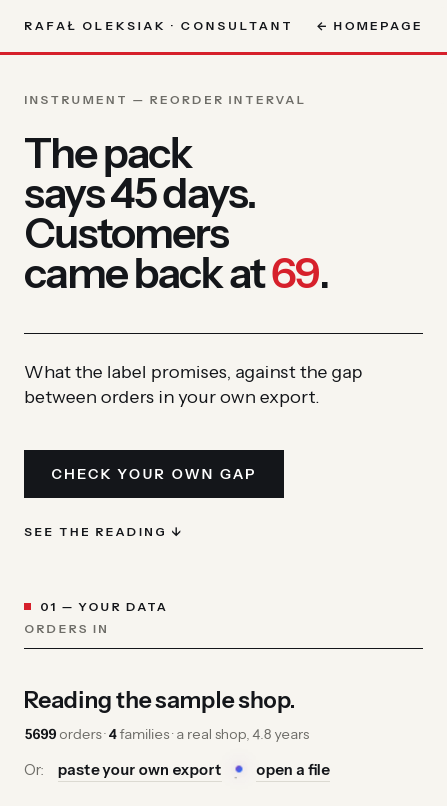 RAFAŁ OLEKSIAK · CONSULTANT ← HOMEPAGE
INSTRUMENT — REORDER INTERVAL
The pack
says 45 days.
Customers
came back at 69.
What the label promises, against the gap
between orders in your own export.
CHECK YOUR OWN GAP
SEE THE READING ↓
01 — YOUR DATA
ORDERS IN
Reading the sample shop.
5699 orders · 4 families · a real shop, 4.8 years
Or: paste your own export open a file